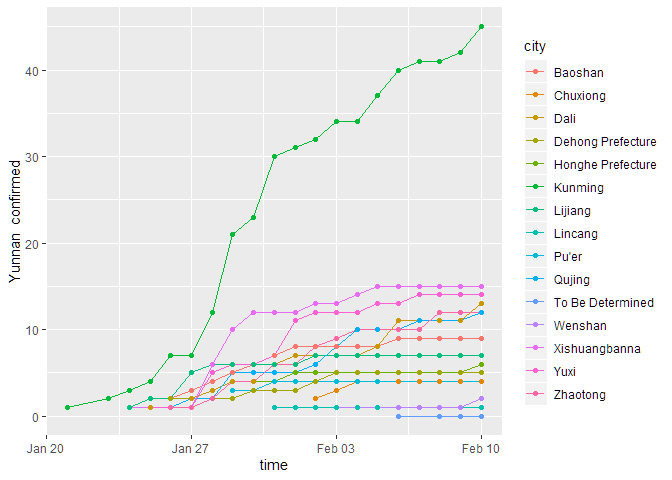 city
Baoshan
Chuxiong
Dali
Dehong Prefecture
Honghe Prefecture
Kunming
Lijiang
Lincang
Pu'er
Qujing
To Be Determined
Wenshan
Xishuangbanna
Yuxi
Zhaotong
Yunnan confirmed
40
30
20
10
0
Jan 20 Jan 27 Feb 03 Feb 10
time